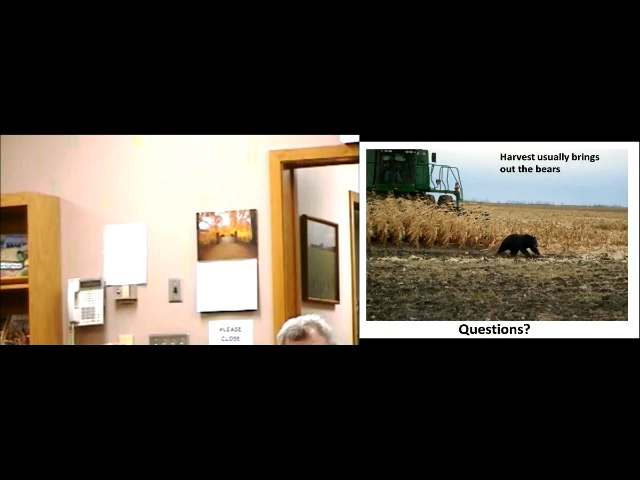 PLEASE
CLOSE
Harvest usually brings
out the bears
Questions?